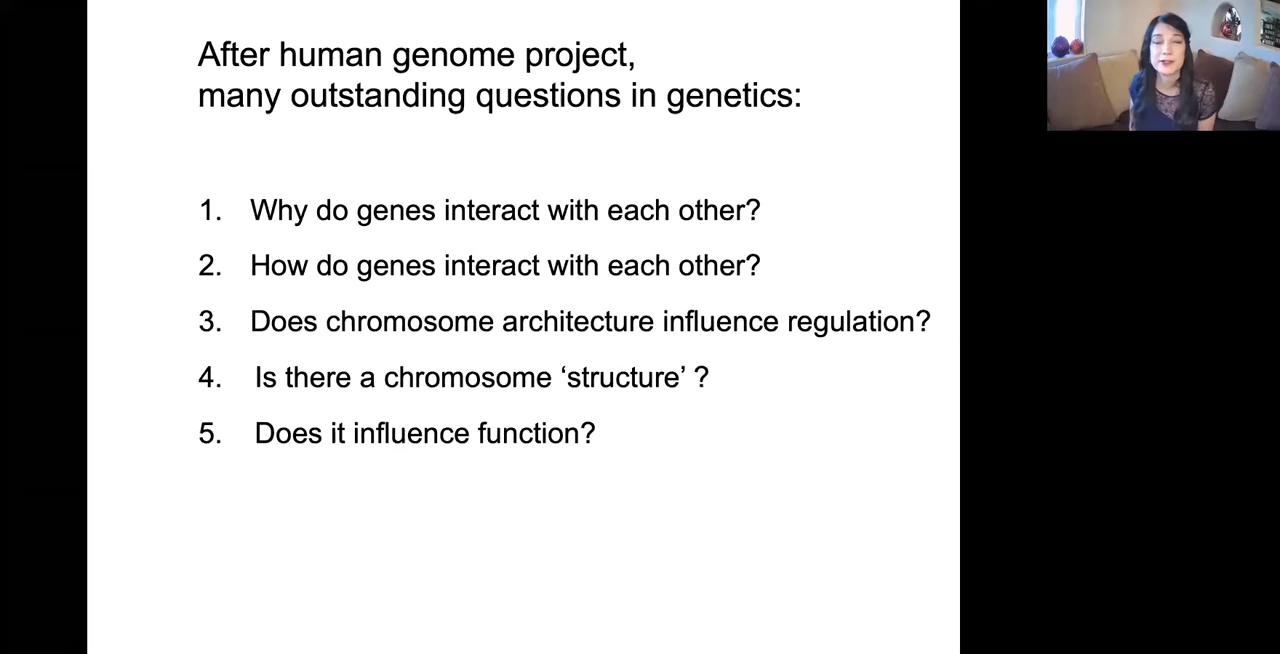 After human genome project,
many outstanding questions in genetics:
1. Why do genes interact with each other?
2. How do genes interact with each other?
3. Does chromosome architecture influence regulation?
4. Is there a chromosome ‘structure’ ?
5. Does it influence function?